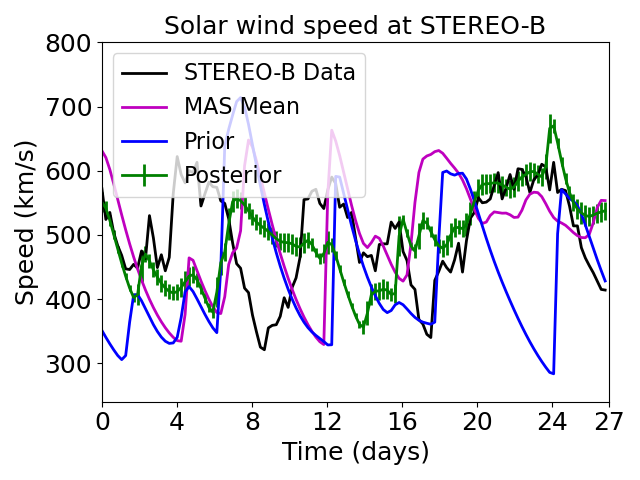 Solar wind speed at STEREO-B
800
700
600
500
400
300
Speed (km/s)
STEREO-B Data
MAS Mean
Prior
Posterior
0 4 8 12 16 20 24 27
Time (days)